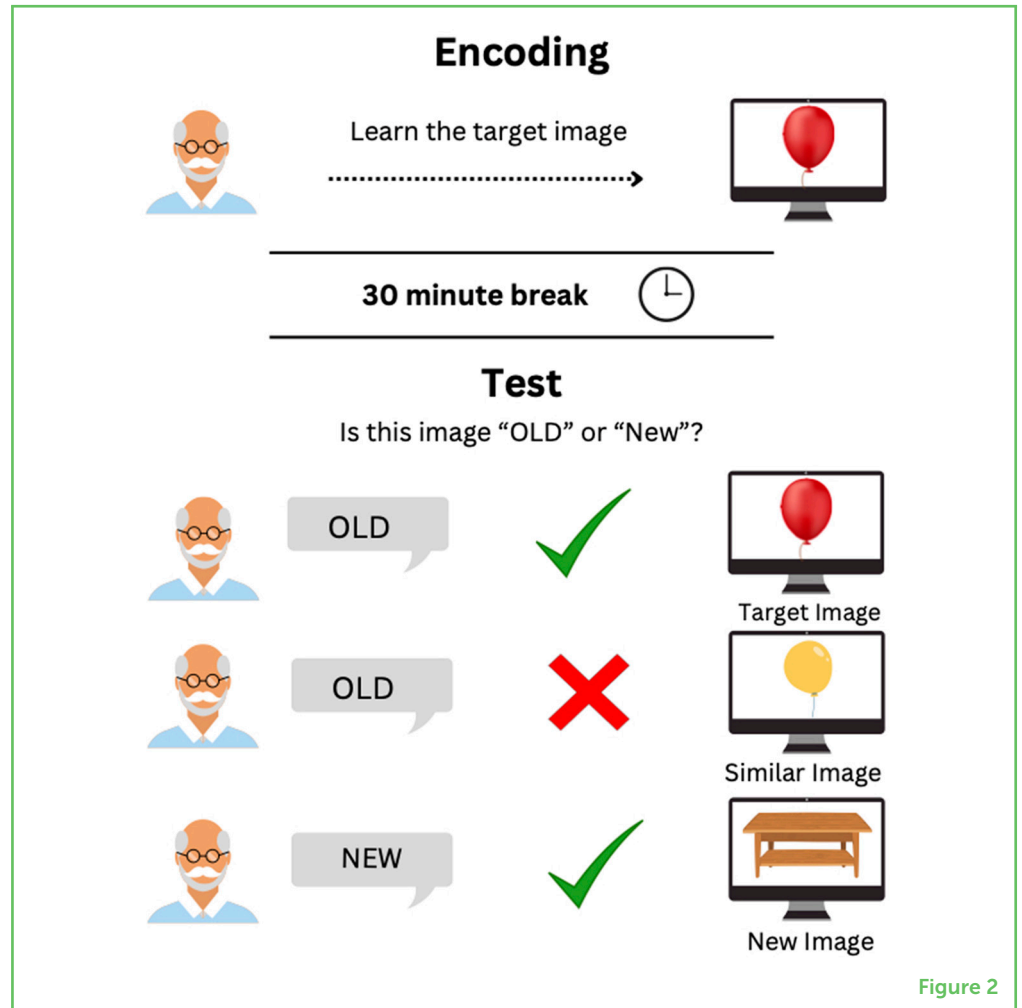 Encoding
Learn the target image
30 minute break
Test
Is this image “OLD” or “New”?
OLD
Target Image
OLD
Similar Image
NEW
New Image
Figure 2